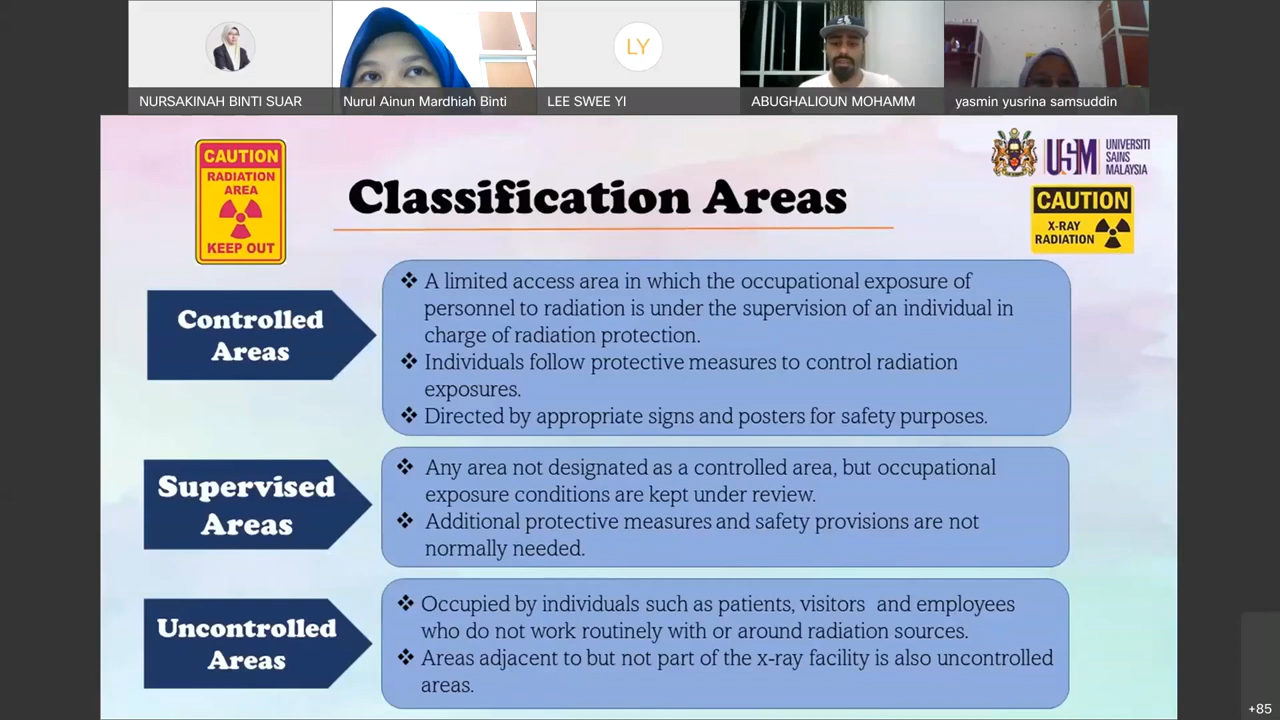 NURSAKINAH BINTI SUAR
Nurul Ainun Mardhiah Binti
LY
LEE SWEE YI
ABUGHALIOUN MOHAMM
yasmin yusrina samsuddin
CAUTION
RADIATION
AREA
KEEP OUT
Classification Areas
USM
UNIVERSITI
SAINS
MALAYSIA
CAUTION
X-RAY
RADIATION
Controlled
Areas
❖ A limited access area in which the occupational exposure of
personnel to radiation is under the supervision of an individual in
charge of radiation protection.
❖ Individuals follow protective measures to control radiation
exposures.
❖ Directed by appropriate signs and posters for safety purposes.
Supervised
Areas
❖ Any area not designated as a controlled area, but occupational
exposure conditions are kept under review.
❖ Additional protective measures and safety provisions are not
normally needed.
Uncontrolled
Areas
❖ Occupied by individuals such as patients, visitors and employees
who do not work routinely with or around radiation sources.
❖ Areas adjacent to but not part of the x-ray facility is also uncontrolled
areas.
+85